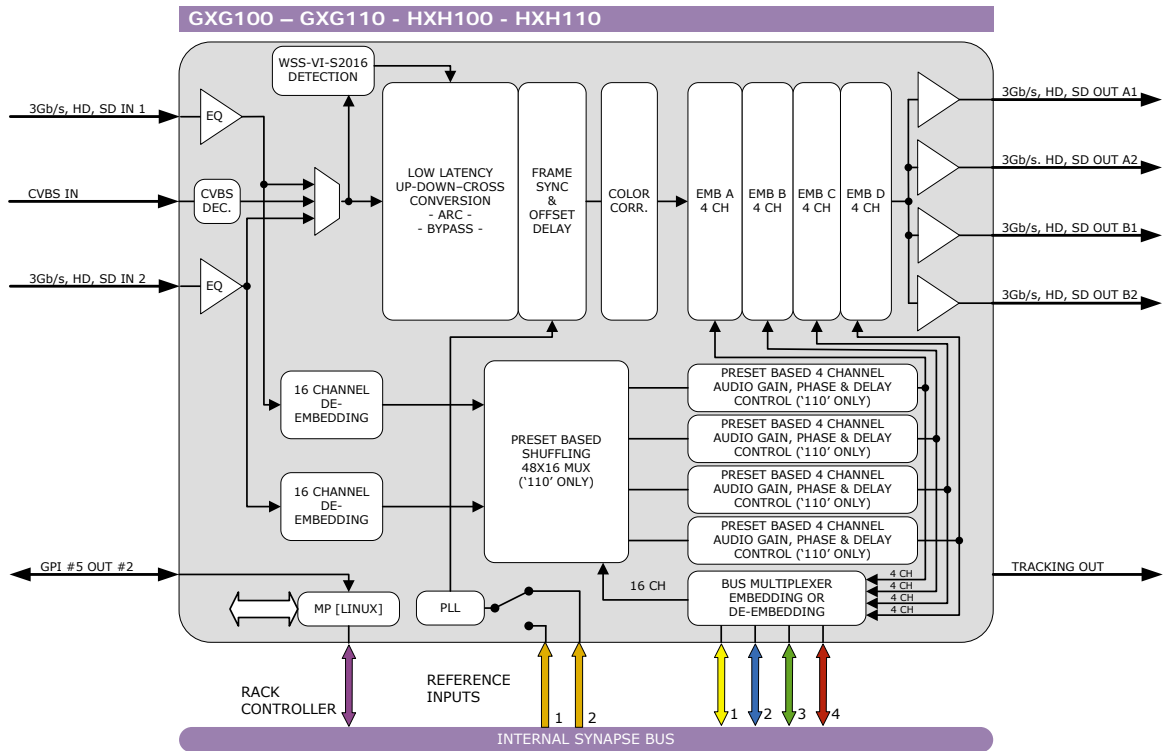 GXG100 – GXG110 - HXH100 - HXH110
WSS-VI-S2016
DETECTION
3Gb/s, HD, SD IN 1
EQ
CVBS IN
CVBS
DEC.
3Gb/s, HD, SD IN 2
EQ
LOW LATENCY
UP-DOWN–CROSS
CONVERSION
- ARC -
- BYPASS -
FRAME
SYNC
&
OFFSET
DELAY
COLOR
CORR.
EMB A
4 CH
EMB B
4 CH
EMB C
4 CH
EMB D
4 CH
3Gb/s, HD, SD OUT A1
3Gb/s. HD, SD OUT A2
3Gb/s, HD, SD OUT B1
3Gb/s, HD, SD OUT B2
16 CHANNEL
DE-
EMBEDDING
16 CHANNEL
DE-
EMBEDDING
PRESET BASED
SHUFFLING
48X16 MUX
(‘110’ ONLY)
PRESET BASED 4 CHANNEL
AUDIO GAIN, PHASE & DELAY
CONTROL (‘110’ ONLY)
PRESET BASED 4 CHANNEL
AUDIO GAIN, PHASE & DELAY
CONTROL (‘110’ ONLY)
PRESET BASED 4 CHANNEL
AUDIO GAIN, PHASE & DELAY
CONTROL (‘110’ ONLY)
PRESET BASED 4 CHANNEL
AUDIO GAIN, PHASE & DELAY
CONTROL (‘110’ ONLY)
GPI #5 OUT #2
TRACKING OUT
MP [LINUX]
PLL
16 CH
BUS MULTIPLEXER
EMBEDDING OR
DE-EMBEDDING
4 CH
4 CH
4 CH
4 CH
RACK
CONTROLLER
REFERENCE
INPUTS
1
2
1
2
3
4
INTERNAL SYNAPSE BUS